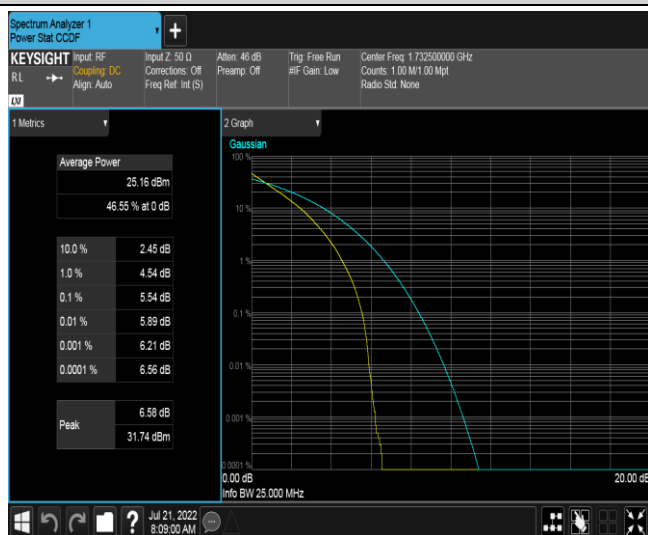 Spectrum Analyzer 1
Power Stat CCDF
+
KEYSIGHT
RL
LXI
Input: RF
Coupling: DC
Align: Auto
Input Z: 50 Ω
Corrections: Off
Freq Ref: Int (S)
Atten: 46 dB
Preamp: Off
Trig: Free Run
#IF Gain: Low
Center Freq: 1.732500000 GHz
Counts: 1.00 M/1.00 Mpt
Radio Std: None
1 Metrics
Average Power
25.16 dBm
46.55 % at 0 dB
10.0 % 2.45 dB
1.0 % 4.54 dB
0.1 % 5.54 dB
0.01 % 5.89 dB
0.001 % 6.21 dB
0.0001 % 6.56 dB
Peak
6.58 dB
31.74 dBm
2 Graph
Gaussian
100 %
10 %
1 %
0.1 %
0.01 %
0.001 %
0.0001 %
0.00 dB
20.00 dB
Info BW 25.000 MHz
?
Jul 21, 2022
8:09:00 AM